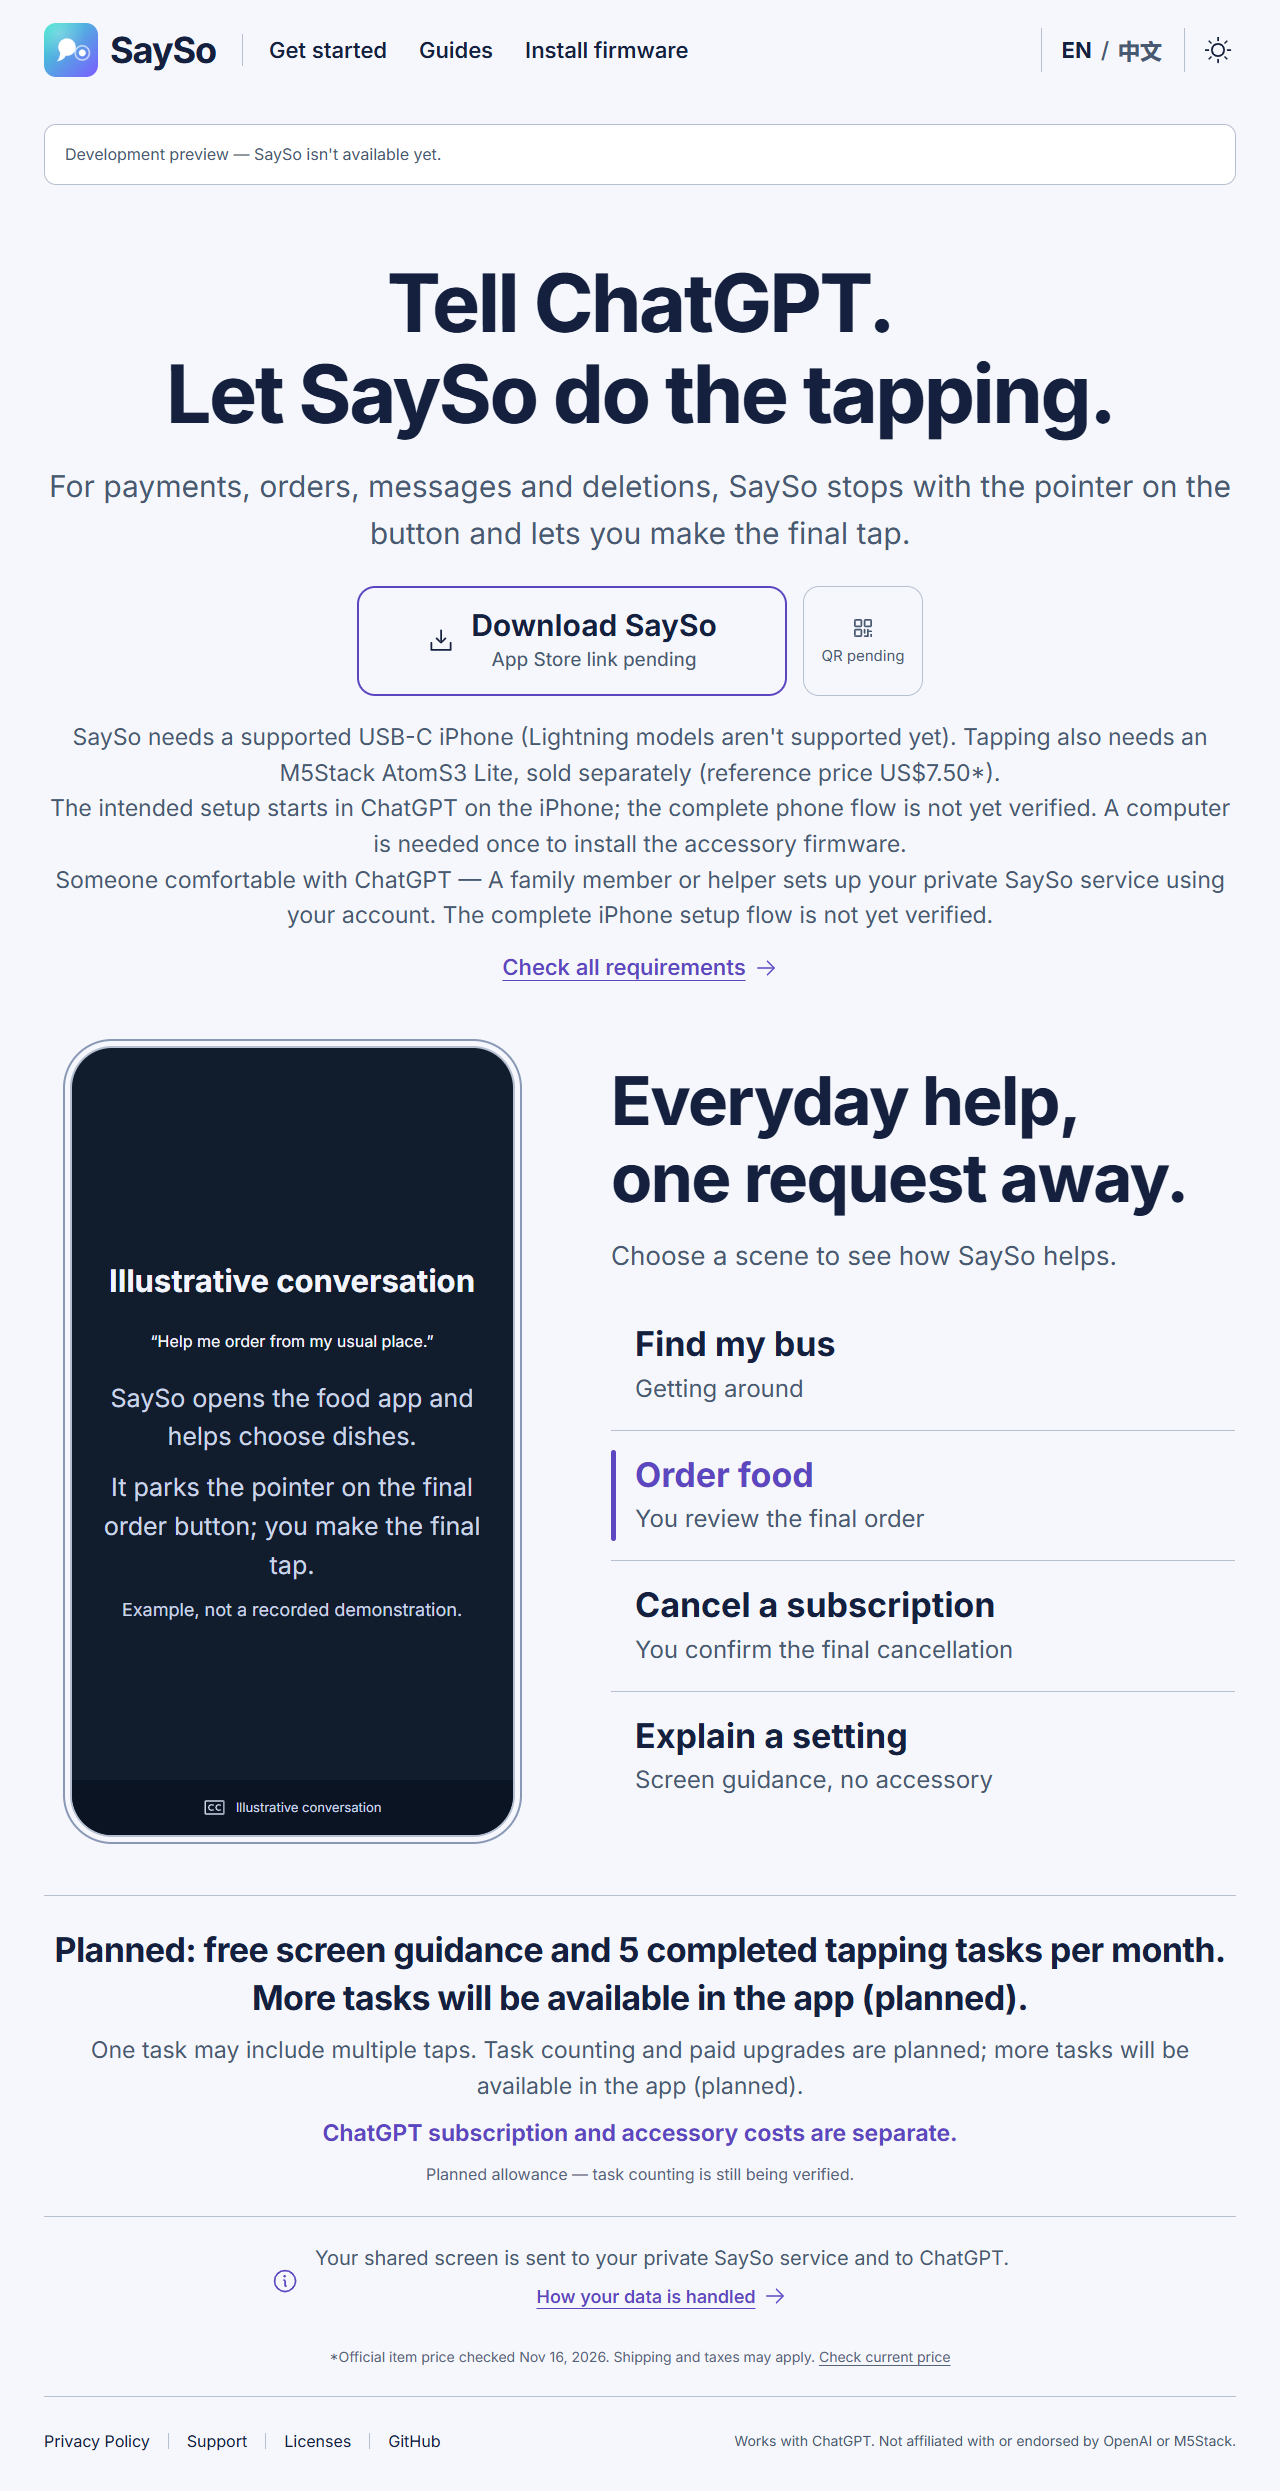 SaySo
Get started
Guides
Install firmware
EN / 中文
Development preview — SaySo isn't available yet.
Tell ChatGPT.
Let SaySo do the tapping.
For payments, orders, messages and deletions, SaySo stops with the pointer on the
button and lets you make the final tap.
Download SaySo
App Store link pending
QR pending
SaySo needs a supported USB-C iPhone (Lightning models aren't supported yet). Tapping also needs an
M5Stack AtomS3 Lite, sold separately (reference price US$7.50*).
The intended setup starts in ChatGPT on the iPhone; the complete phone flow is not yet verified. A computer
is needed once to install the accessory firmware.
Someone comfortable with ChatGPT — A family member or helper sets up your private SaySo service using
your account. The complete iPhone setup flow is not yet verified.
Check all requirements →
Illustrative conversation
“Help me order from my usual place.”
SaySo opens the food app and
helps choose dishes.
It parks the pointer on the final
order button; you make the final
tap.
Example, not a recorded demonstration.
CC Illustrative conversation
Everyday help,
one request away.
Choose a scene to see how SaySo helps.
Find my bus
Getting around
Order food
You review the final order
Cancel a subscription
You confirm the final cancellation
Explain a setting
Screen guidance, no accessory
Planned: free screen guidance and 5 completed tapping tasks per month.
More tasks will be available in the app (planned).
One task may include multiple taps. Task counting and paid upgrades are planned; more tasks will be
available in the app (planned).
ChatGPT subscription and accessory costs are separate.
Planned allowance — task counting is still being verified.
Your shared screen is sent to your private SaySo service and to ChatGPT.
How your data is handled →
*Official item price checked Nov 16, 2026. Shipping and taxes may apply. Check current price
Privacy Policy
Support
Licenses
GitHub
Works with ChatGPT. Not affiliated with or endorsed by OpenAI or M5Stack.